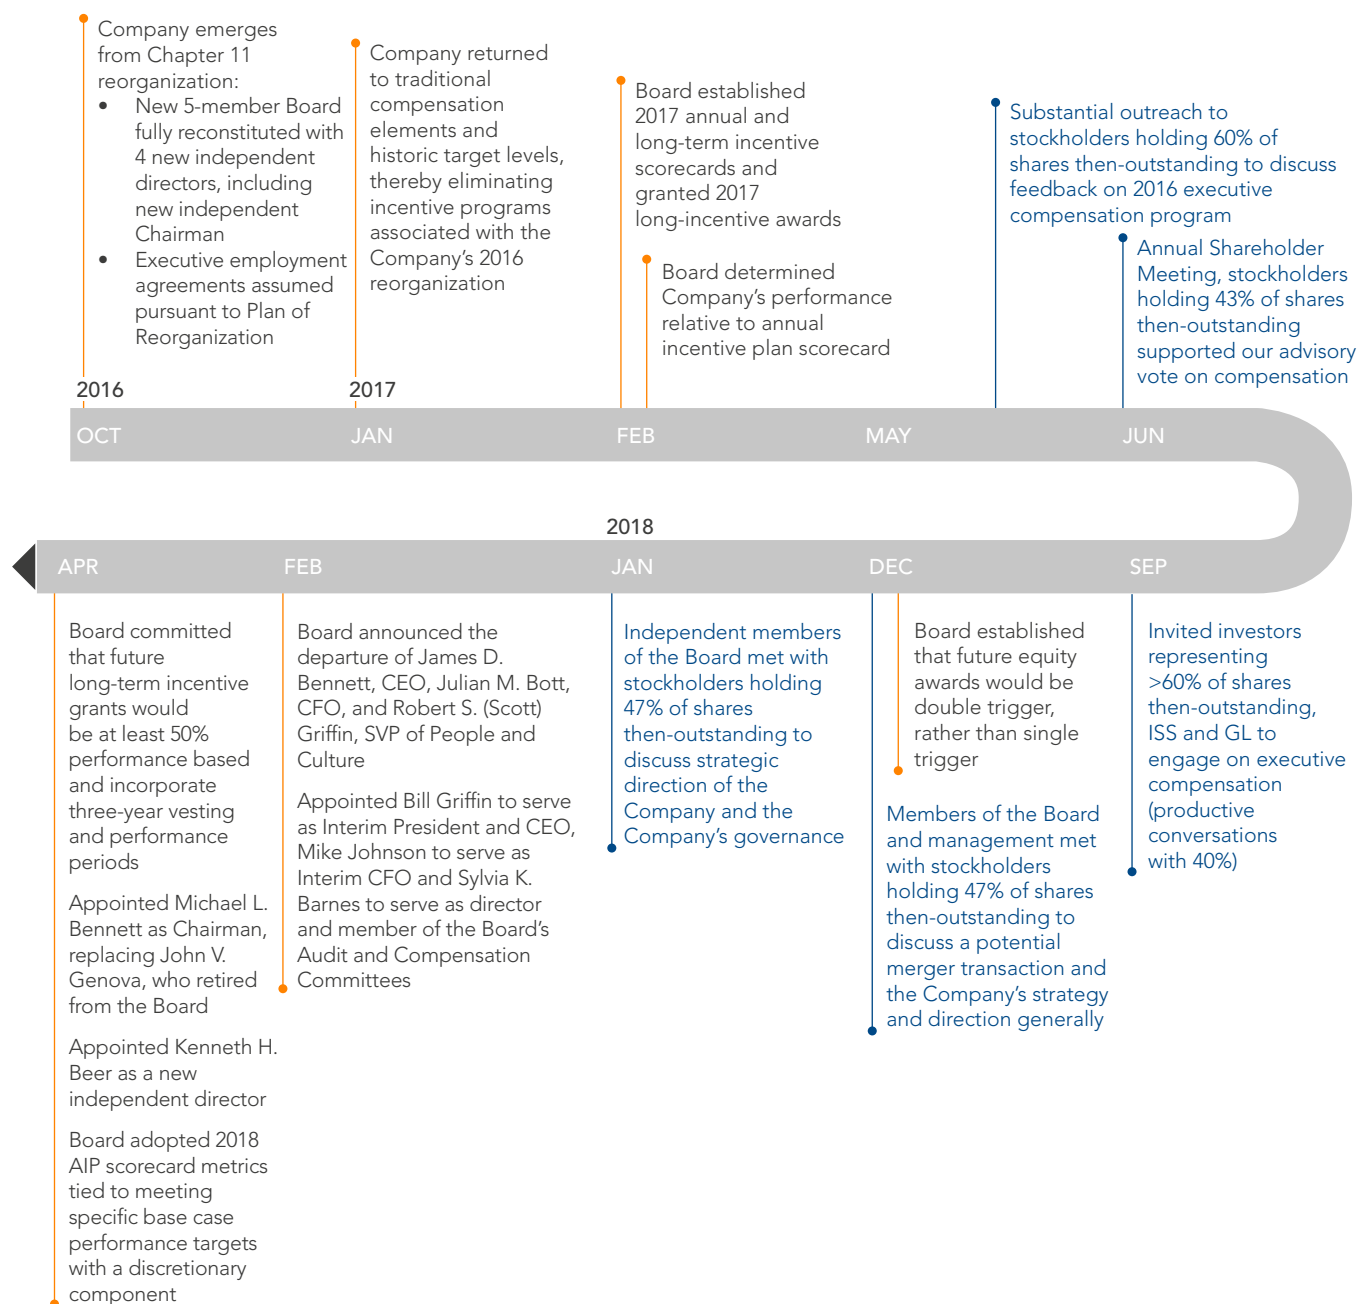 Company emerges
from Chapter 11
reorganization:
• New 5-member Board
fully reconstituted with
4 new independent
directors, including
new independent
Chairman
• Executive employment
agreements assumed
pursuant to Plan of
Reorganization
Company returned
to traditional
compensation
elements and
historic target levels,
thereby eliminating
incentive programs
associated with the
Company's 2016
reorganization
Board established
2017 annual and
long-term incentive
scorecards and
granted 2017
long-incentive awards
Board determined
Company's performance
relative to annual
incentive plan scorecard
Substantial outreach to
stockholders holding 60% of
shares then-outstanding to discuss
feedback on 2016 executive
compensation program
Annual Shareholder
Meeting, stockholders
holding 43% of shares
then-outstanding
supported our advisory
vote on compensation
2016
2017
OCT
JAN
FEB
MAY
JUN
2018
APR
FEB
JAN
DEC
SEP
Board committed
that future
long-term incentive
grants would
be at least 50%
performance based
and incorporate
three-year vesting
and performance
periods
Appointed Michael L.
Bennett as Chairman,
replacing John V.
Genova, who retired
from the Board
Appointed Kenneth H.
Beer as a new
independent director
Board adopted 2018
AIP scorecard metrics
tied to meeting
specific base case
performance targets
with a discretionary
component
Board announced the
departure of James D.
Bennett, CEO, Julian M. Bott,
CFO, and Robert S. (Scott)
Griffin, SVP of People and
Culture
Appointed Bill Griffin to serve
as Interim President and CEO,
Mike Johnson to serve as
Interim CFO and Sylvia K.
Barnes to serve as director
and member of the Board's
Audit and Compensation
Committees
Independent members
of the Board met with
stockholders holding
47% of shares
then-outstanding to
discuss strategic
direction of the
Company and the
Company's governance
Board established
that future equity
awards would be
double trigger,
rather than single
trigger
Members of the Board
and management met
with stockholders
holding 47% of shares
then-outstanding to
discuss a potential
merger transaction and
the Company's strategy
and direction generally
Invited investors
representing
>60% of shares
then-outstanding,
ISS and GL to
engage on executive
compensation
(productive
conversations
with 40%)